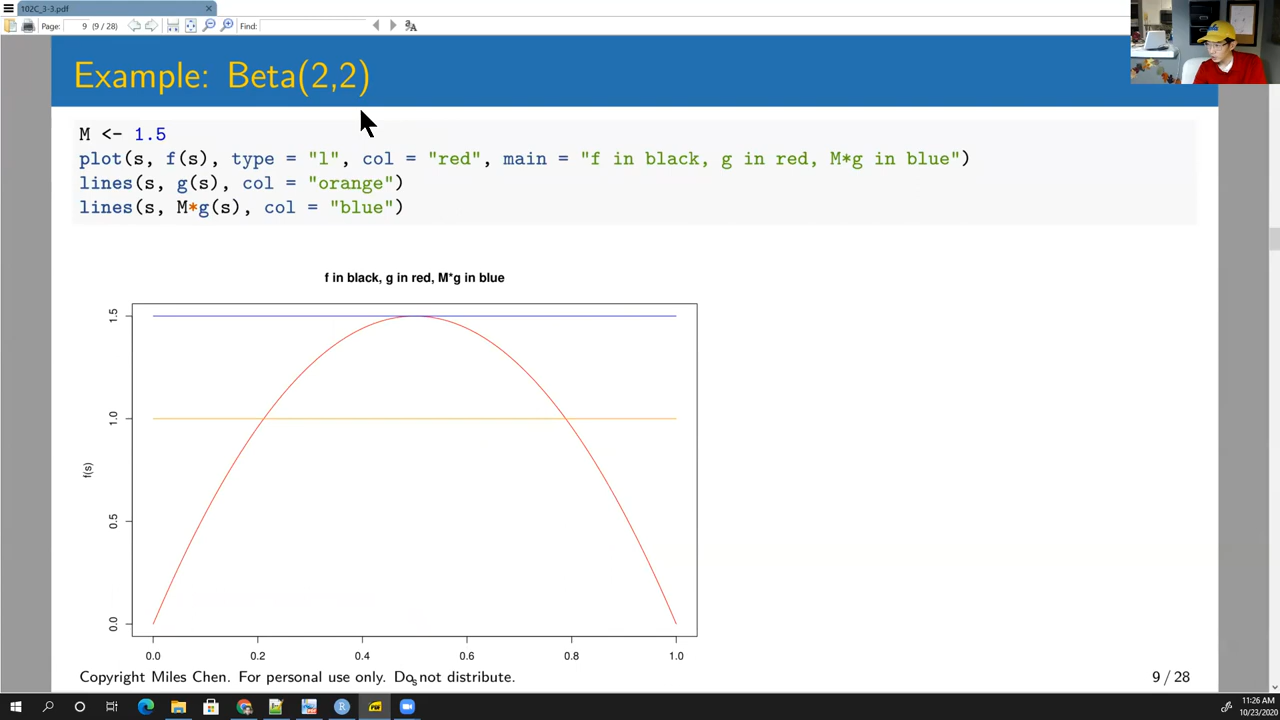 102C_3-3.pdf
Page: 9 (9 / 28) Find:
Example: Beta(2,2)
M <- 1.5
plot(s, f(s), type = "l", col = "red", main = "f in black, g in red, M*g in blue")
lines(s, g(s), col = "orange")
lines(s, M*g(s), col = "blue")
f in black, g in red, M*g in blue
1.5
1.0
0.5
0.0
f(s)
0.0 0.2 0.4 0.6 0.8 1.0
s
Copyright Miles Chen. For personal use only. Do not distribute.
9 / 28
11:26 AM
10/23/2020